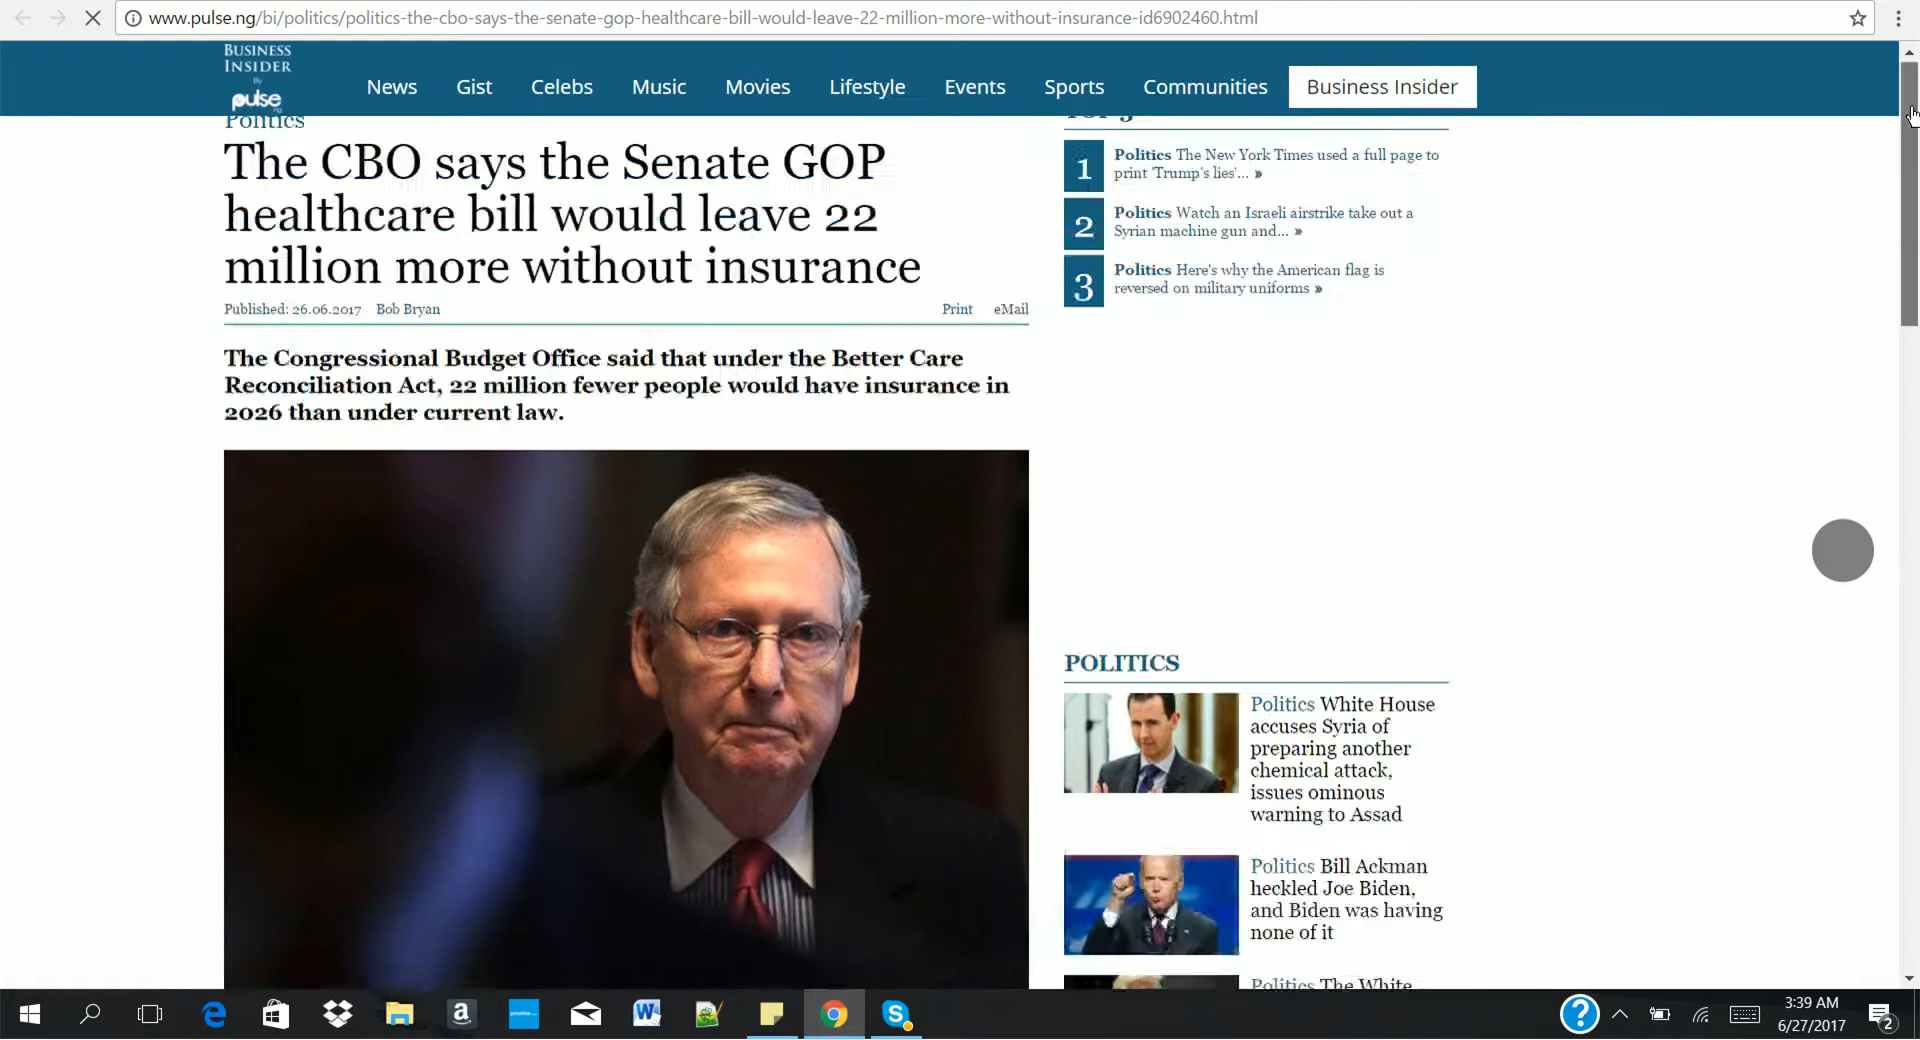 www.pulse.ng/bi/politics/politics-the-cbo-says-the-senate-gop-healthcare-bill-would-leave-22-million-more-without-insurance-id6902460.html
BUSINESS
INSIDER
By
pulse
ng
News Gist Celebs Music Movies Lifestyle Events Sports Communities Business Insider
Politics
The CBO says the Senate GOP
healthcare bill would leave 22
million more without insurance
Published: 26.06.2017 Bob Bryan Print eMail
The Congressional Budget Office said that under the Better Care
Reconciliation Act, 22 million fewer people would have insurance in
2026 than under current law.
1 Politics The New York Times used a full page to
print 'Trump's lies'... »
2 Politics Watch an Israeli airstrike take out a
Syrian machine gun and... »
3 Politics Here's why the American flag is
reversed on military uniforms »
POLITICS
Politics White House
accuses Syria of
preparing another
chemical attack,
issues ominous
warning to Assad
Politics Bill Ackman
heckled Joe Biden,
and Biden was having
none of it
Politics The White
3:39 AM
6/27/2017
2